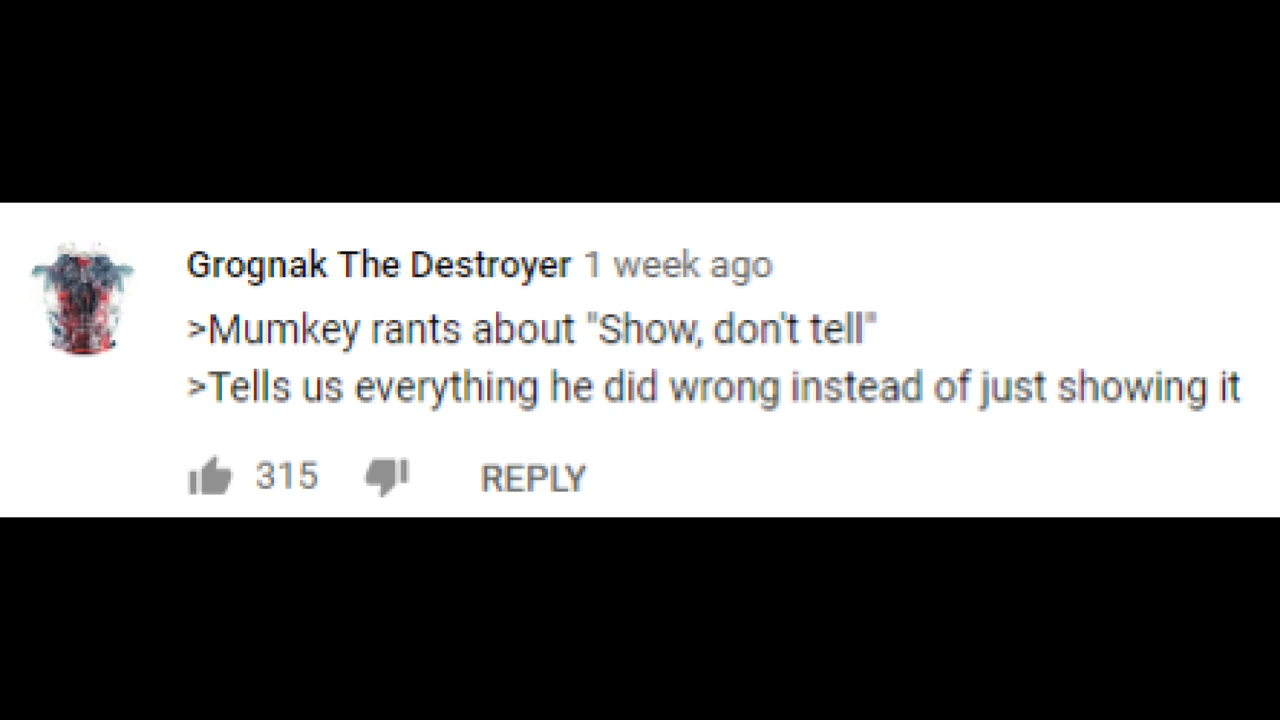 Grognak The Destroyer 1 week ago
>Mumkey rants about "Show, don't tell"
>Tells us everything he did wrong instead of just showing it
315 REPLY